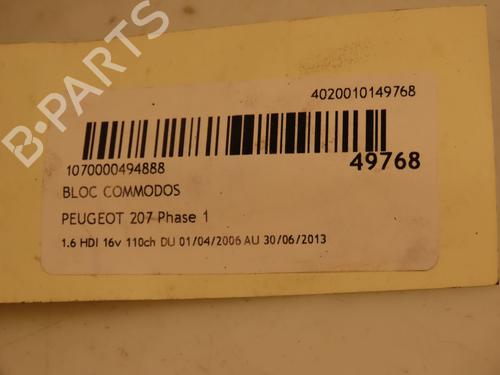 4020010149768
1070000494888
49768
BLOC COMMODOS
PEUGEOT 207 Phase 1
1.6 HDI 16v 110ch DU 01/04/2006 AU 30/06/2013
B-PARTS